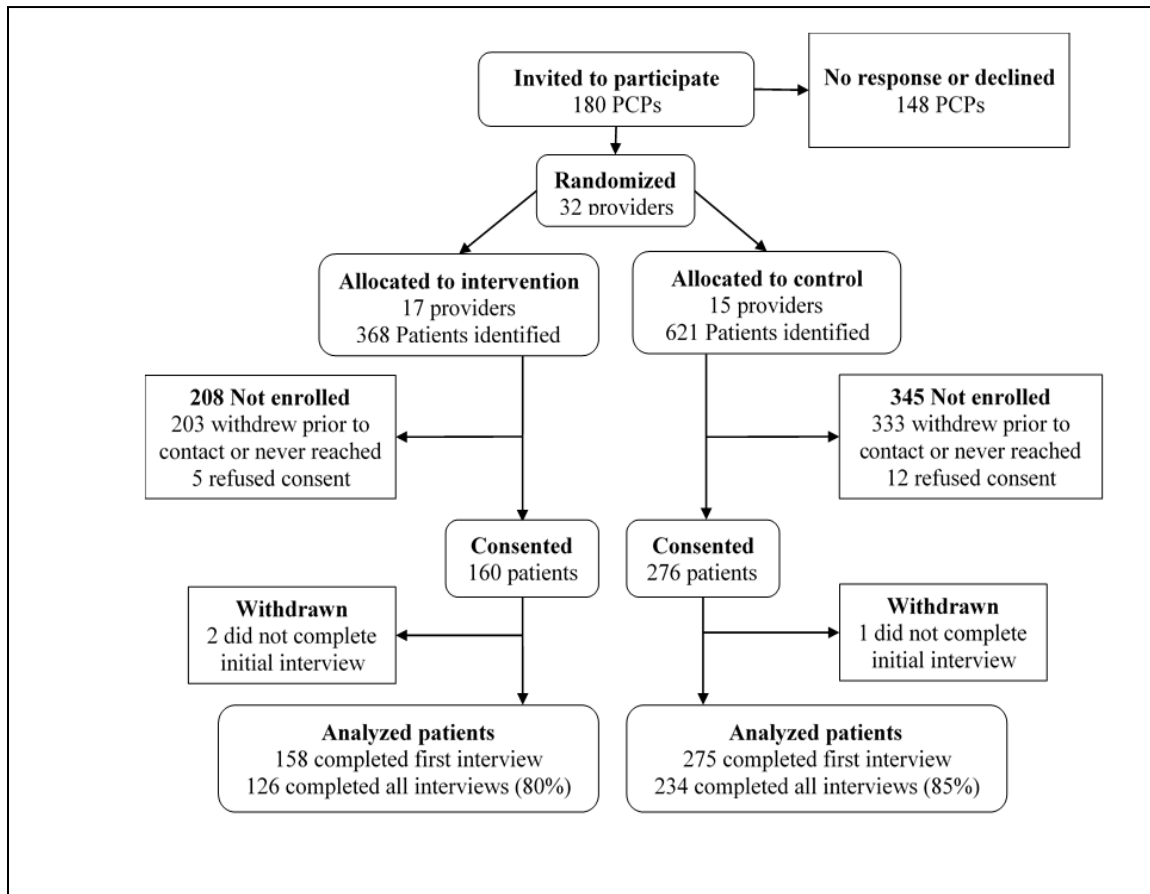 Invited to participate
180 PCPs
No response or declined
148 PCPs
Randomized
32 providers
Allocated to intervention
17 providers
368 Patients identified
Allocated to control
15 providers
621 Patients identified
208 Not enrolled
203 withdrew prior to
contact or never reached
5 refused consent
345 Not enrolled
333 withdrew prior to
contact or never reached
12 refused consent
Consented
160 patients
Consented
276 patients
Withdrawn
2 did not complete
initial interview
Withdrawn
1 did not complete
initial interview
Analyzed patients
158 completed first interview
126 completed all interviews (80%)
Analyzed patients
275 completed first interview
234 completed all interviews (85%)